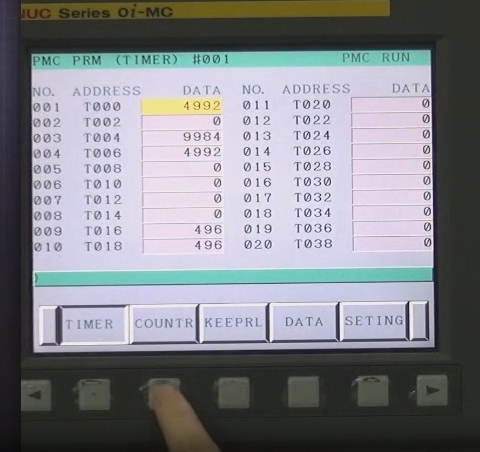 NUC Series 0i-MC
PMC PRM (TIMER) #001 PMC RUN
NO. ADDRESS DATA NO. ADDRESS DATA
001 T000 4992 011 T020 0
002 T002 0 012 T022 0
003 T004 9984 013 T024 0
004 T006 4992 014 T026 0
005 T008 0 015 T028 0
006 T010 0 016 T030 0
007 T012 0 017 T032 0
008 T014 0 018 T034 0
009 T016 496 019 T036 0
010 T018 496 020 T038 0
)
TIMER COUNTR KEEPRL DATA SETING